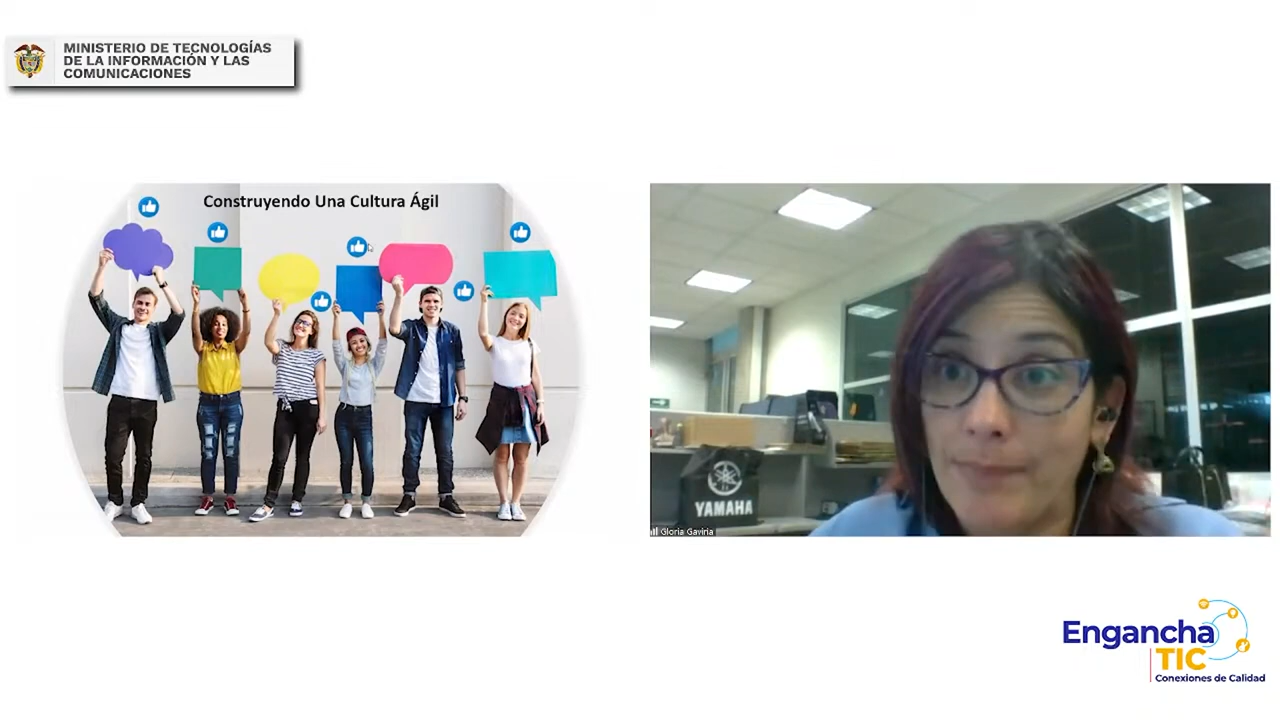 MINISTERIO DE TECNOLOGÍAS
DE LA INFORMACIÓN Y LAS
COMUNICACIONES
Construyendo Una Cultura Ágil
YAMAHA
Gloria Gaviria
Engancha
TIC
Conexiones de Calidad